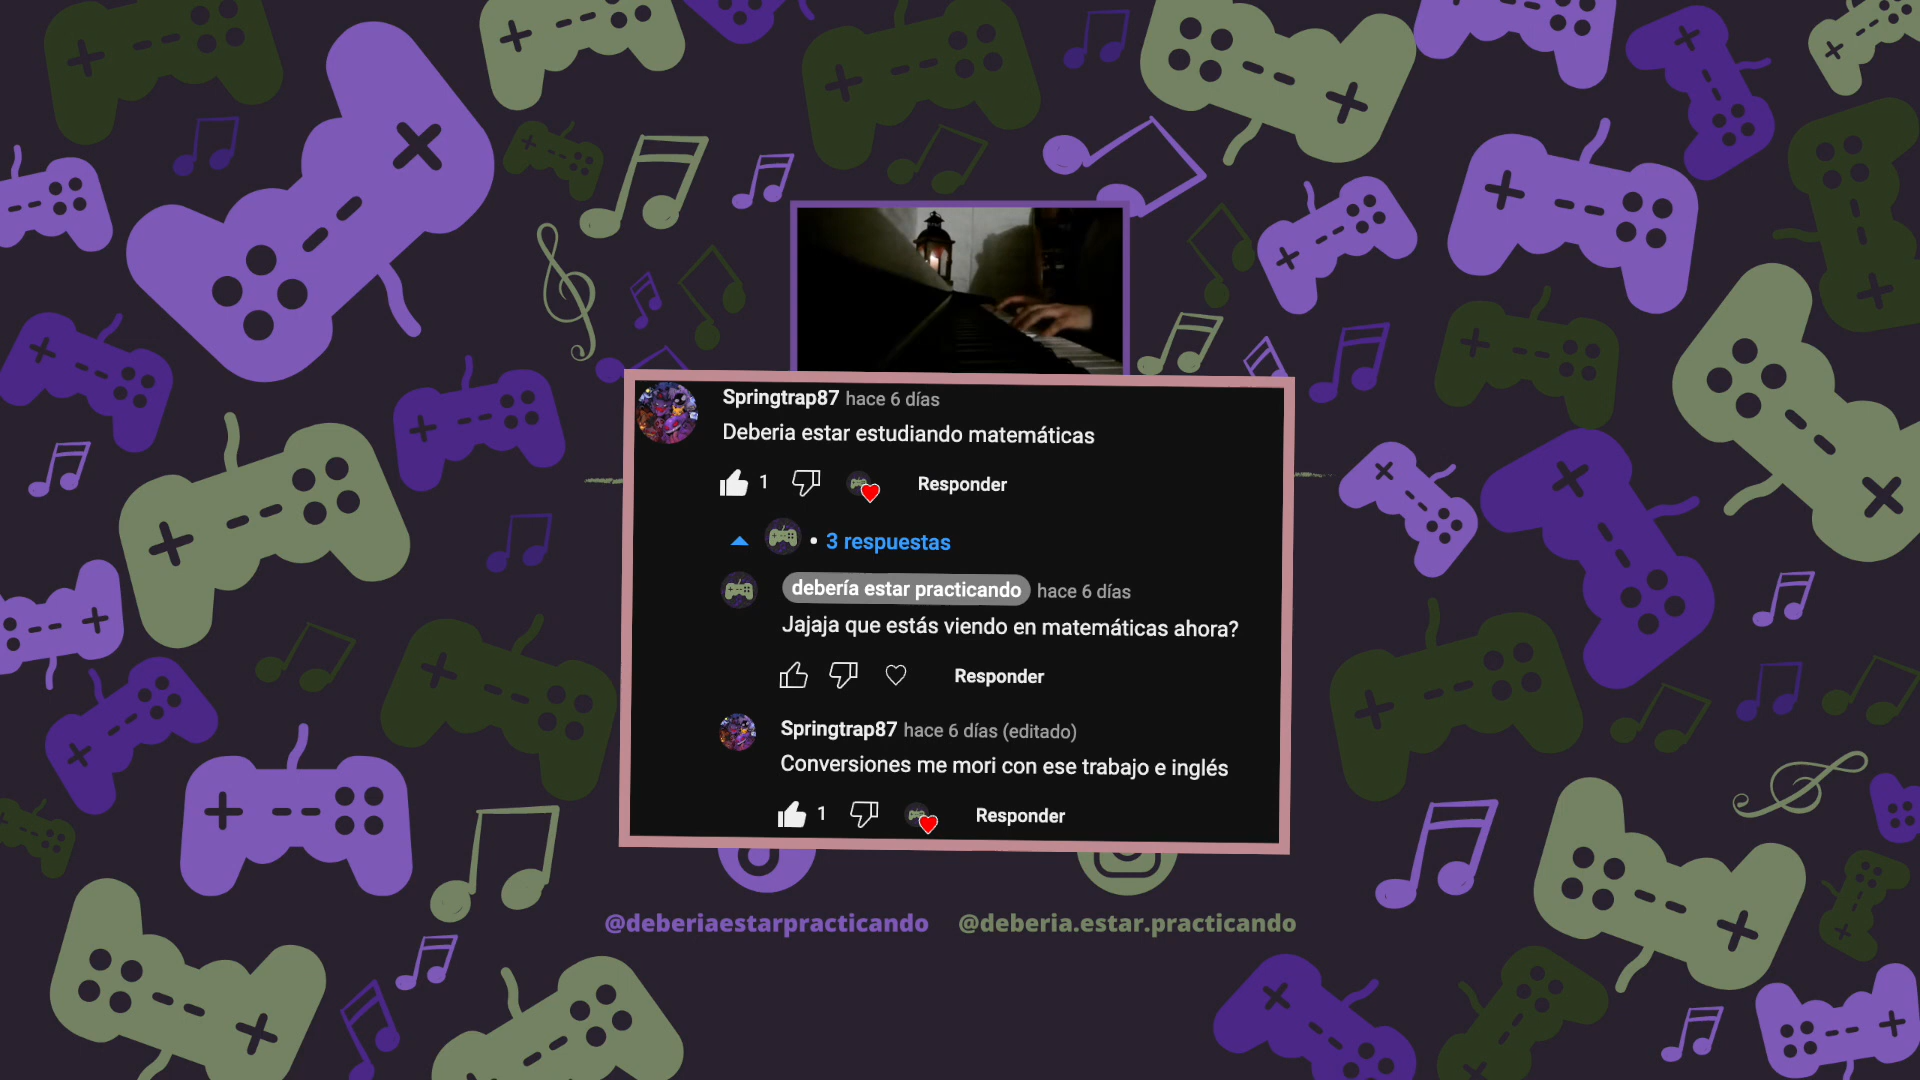 Springtrap87 hace 6 días
Deberia estar estudiando matemáticas
1 Responder
• 3 respuestas
debería estar practicando hace 6 días
Jajaja que estás viendo en matemáticas ahora?
Responder
Springtrap87 hace 6 días (editado)
Conversiones me mori con ese trabajo e inglés
1 Responder
@deberiaestarpracticando @deberia.estar.practicando